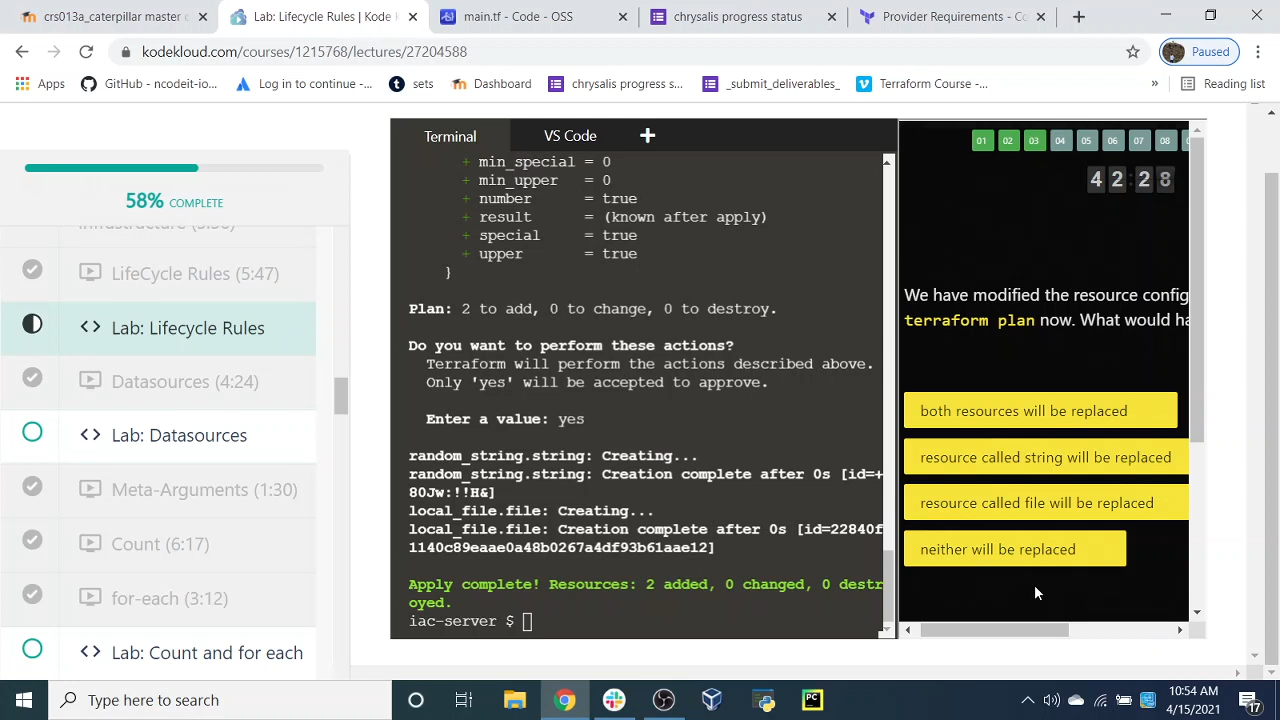 crs013a_caterpillar master
Lab: Lifecycle Rules | Kode K
main.tf - Code - OSS
chrysalis progress status
Provider Requirements - Co
kodekloud.com/courses/1215768/lectures/27204588
Paused
Apps
GitHub - ncodeit-io...
Log in to continue -...
sets
Dashboard
chrysalis progress s...
_submit_deliverables_
Terraform Course -...
»
Reading list
58% COMPLETE
LifeCycle Rules (5:47)
<> Lab: Lifecycle Rules
Datasources (4:24)
<> Lab: Datasources
Meta-Arguments (1:30)
Count (6:17)
for-each (3:12)
<> Lab: Count and for each
Terminal
VS Code
+
+ min_special = 0
+ min_upper = 0
+ number = true
+ result = (known after apply)
+ special = true
+ upper = true
}
Plan: 2 to add, 0 to change, 0 to destroy.
Do you want to perform these actions?
Terraform will perform the actions described above.
Only 'yes' will be accepted to approve.
Enter a value: yes
random_string.string: Creating...
random_string.string: Creation complete after 0s [id=+
80Jw:!!H&]
local_file.file: Creating...
local_file.file: Creation complete after 0s [id=22840f
1140c89eaae0a48b0267a4df93b61aae12]
Apply complete! Resources: 2 added, 0 changed, 0 destr
oyed.
iac-server $
01 02 03 04 05 06 07 08
42:28
We have modified the resource config
terraform plan now. What would ha
both resources will be replaced
resource called string will be replaced
resource called file will be replaced
neither will be replaced
Type here to search
10:54 AM
4/15/2021
17